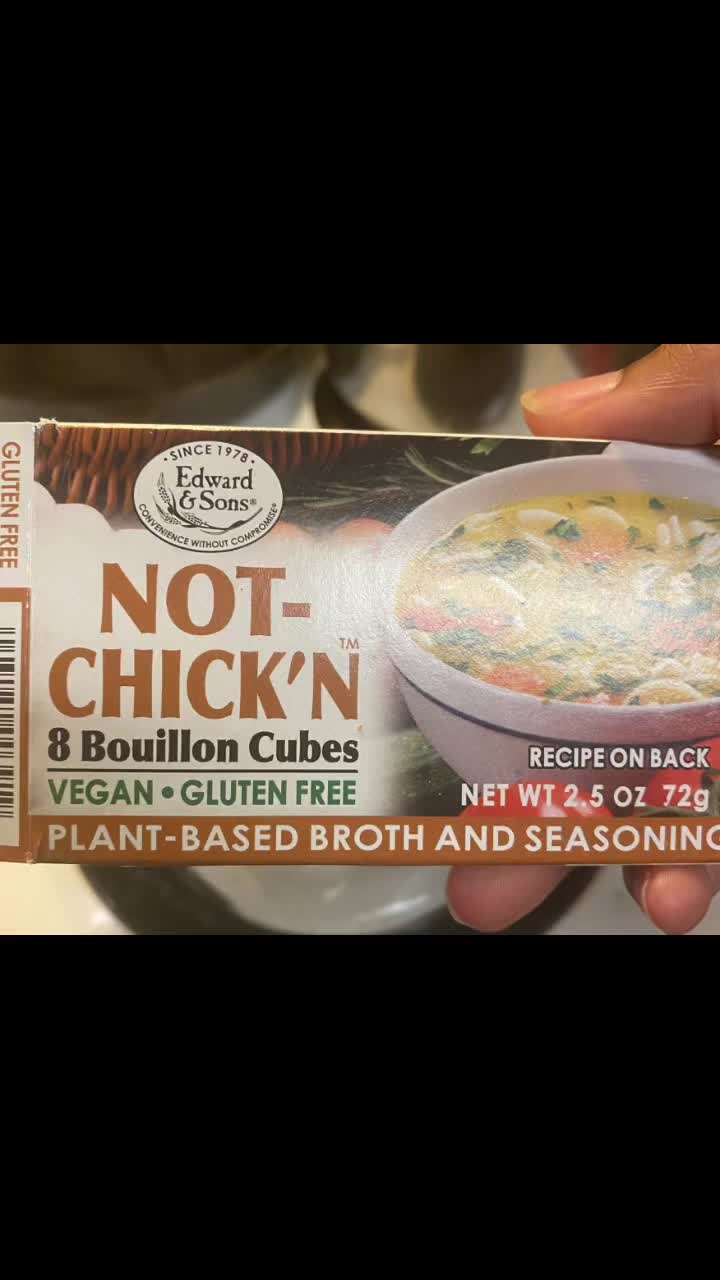 GLUTEN FREE
• SINCE 1978 •
Edward
& Sons®
CONVENIENCE WITHOUT COMPROMISE®
NOT-
CHICK'N™
8 Bouillon Cubes
VEGAN • GLUTEN FREE
RECIPE ON BACK
NET WT 2.5 OZ 72g
PLANT-BASED BROTH AND SEASONING